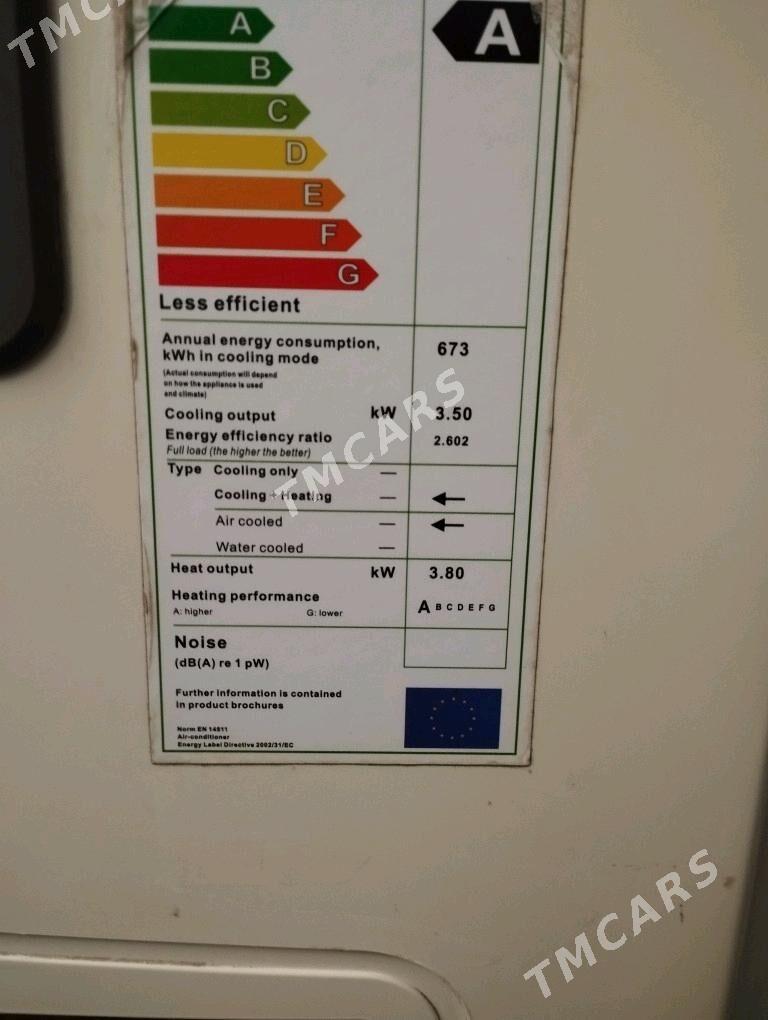 TMCARS
A
A
B
C
D
E
F
G
Less efficient
Annual energy consumption, 673
kWh in cooling mode
(Actual consumption will depend
on how the appliance is used
and climate)
Cooling output kW 3.50
Energy efficiency ratio 2.602
Full load (the higher the better)
Type Cooling only —
Cooling + Heating — ←
Air cooled — ←
Water cooled —
Heat output kW 3.80
Heating performance A B C D E F G
A: higher G: lower
Noise
(dB(A) re 1 pW)
Further information is contained
in product brochures
Norm EN 14511
Air-conditioner
Energy Label Directive 2002/31/EC
TMCARS
TMCARS